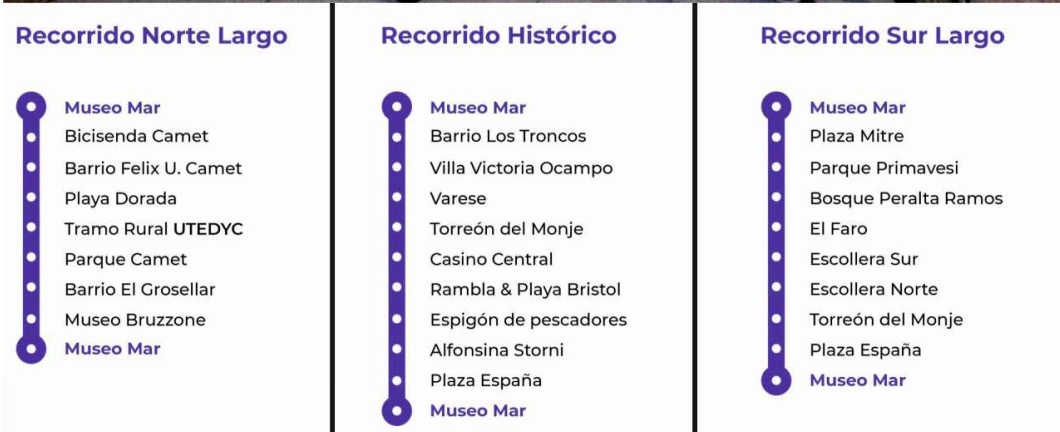 Recorrido Norte Largo
Museo Mar
Bicisenda Camet
Barrio Felix U. Camet
Playa Dorada
Tramo Rural UTEDYC
Parque Camet
Barrio El Grosellar
Museo Bruzzone
Museo Mar
Recorrido Histórico
Museo Mar
Barrio Los Troncos
Villa Victoria Ocampo
Varese
Torreón del Monje
Casino Central
Rambla & Playa Bristol
Espigón de pescadores
Alfonsina Storni
Plaza España
Museo Mar
Recorrido Sur Largo
Museo Mar
Plaza Mitre
Parque Primavesi
Bosque Peralta Ramos
El Faro
Escollera Sur
Escollera Norte
Torreón del Monje
Plaza España
Museo Mar